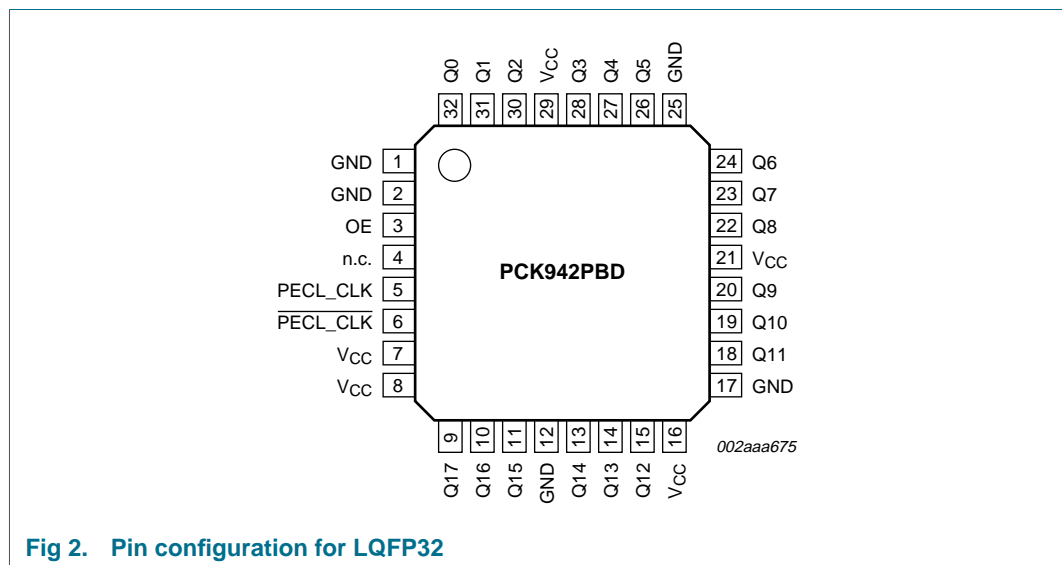 Q0 Q1 Q2 VCC Q3 Q4 Q5 GND
32 31 30 29 28 27 26 25
GND 1
GND 2
OE 3
n.c. 4
PECL_CLK 5
PECL_CLK 6
VCC 7
VCC 8
PCK942PBD
24 Q6
23 Q7
22 Q8
21 VCC
20 Q9
19 Q10
18 Q11
17 GND
9 10 11 12 13 14 15 16
Q17 Q16 Q15 GND Q14 Q13 Q12 VCC
002aaa675
Fig 2. Pin configuration for LQFP32